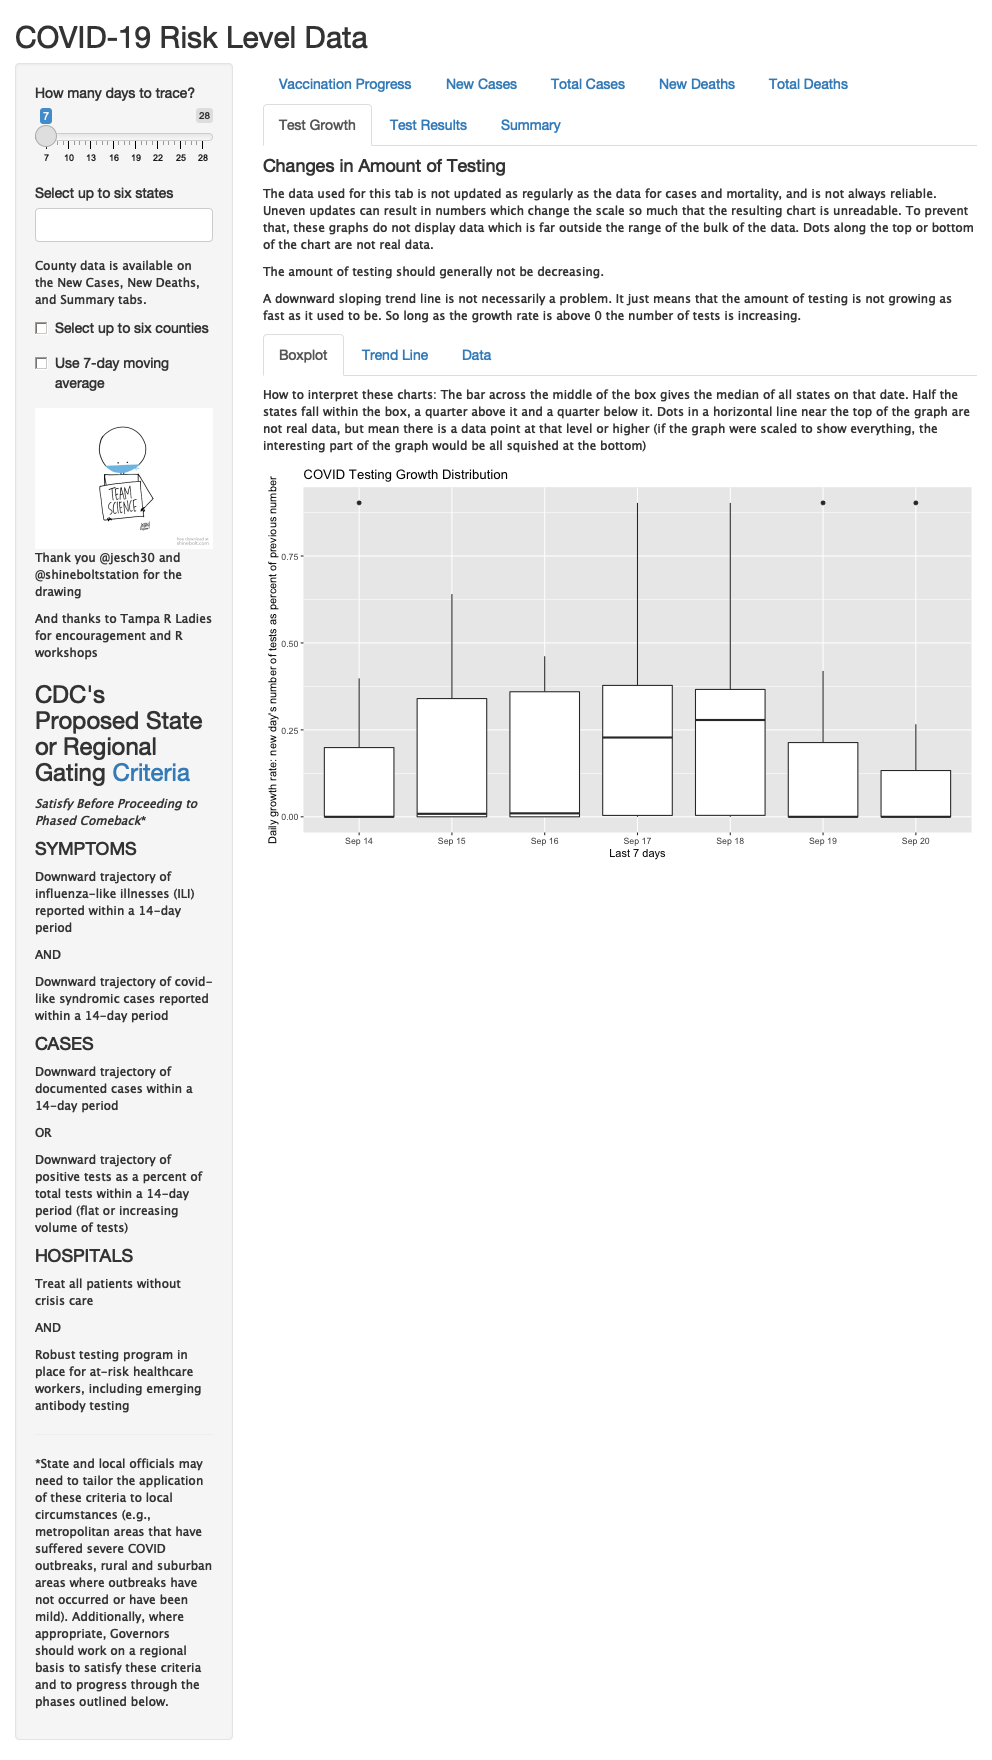 COVID-19 Risk Level Data
How many days to trace?
7 28
7 10 13 16 19 22 25 28
Select up to six states
County data is available on
the New Cases, New Deaths,
and Summary tabs.
Select up to six counties
Use 7-day moving
average
TEAM
SCIENCE
free download at
shinebolt.com
Thank you @jesch30 and
@shineboltstation for the
drawing
And thanks to Tampa R Ladies
for encouragement and R
workshops
CDC's
Proposed State
or Regional
Gating Criteria
Satisfy Before Proceeding to
Phased Comeback*
SYMPTOMS
Downward trajectory of
influenza-like illnesses (ILI)
reported within a 14-day
period
AND
Downward trajectory of covid-
like syndromic cases reported
within a 14-day period
CASES
Downward trajectory of
documented cases within a
14-day period
OR
Downward trajectory of
positive tests as a percent of
total tests within a 14-day
period (flat or increasing
volume of tests)
HOSPITALS
Treat all patients without
crisis care
AND
Robust testing program in
place for at-risk healthcare
workers, including emerging
antibody testing
*State and local officials may
need to tailor the application
of these criteria to local
circumstances (e.g.,
metropolitan areas that have
suffered severe COVID
outbreaks, rural and suburban
areas where outbreaks have
not occurred or have been
mild). Additionally, where
appropriate, Governors
should work on a regional
basis to satisfy these criteria
and to progress through the
phases outlined below.
Vaccination Progress New Cases Total Cases New Deaths Total Deaths
Test Growth Test Results Summary
Changes in Amount of Testing
The data used for this tab is not updated as regularly as the data for cases and mortality, and is not always reliable.
Uneven updates can result in numbers which change the scale so much that the resulting chart is unreadable. To prevent
that, these graphs do not display data which is far outside the range of the bulk of the data. Dots along the top or bottom
of the chart are not real data.
The amount of testing should generally not be decreasing.
A downward sloping trend line is not necessarily a problem. It just means that the amount of testing is not growing as
fast as it used to be. So long as the growth rate is above 0 the number of tests is increasing.
Boxplot Trend Line Data
How to interpret these charts: The bar across the middle of the box gives the median of all states on that date. Half the
states fall within the box, a quarter above it and a quarter below it. Dots in a horizontal line near the top of the graph are
not real data, but mean there is a data point at that level or higher (if the graph were scaled to show everything, the
interesting part of the graph would be all squished at the bottom)
COVID Testing Growth Distribution
Daily growth rate: new day's number of tests as percent of previous number
0.75
0.50
0.25
0.00
Sep 14 Sep 15 Sep 16 Sep 17 Sep 18 Sep 19 Sep 20
Last 7 days